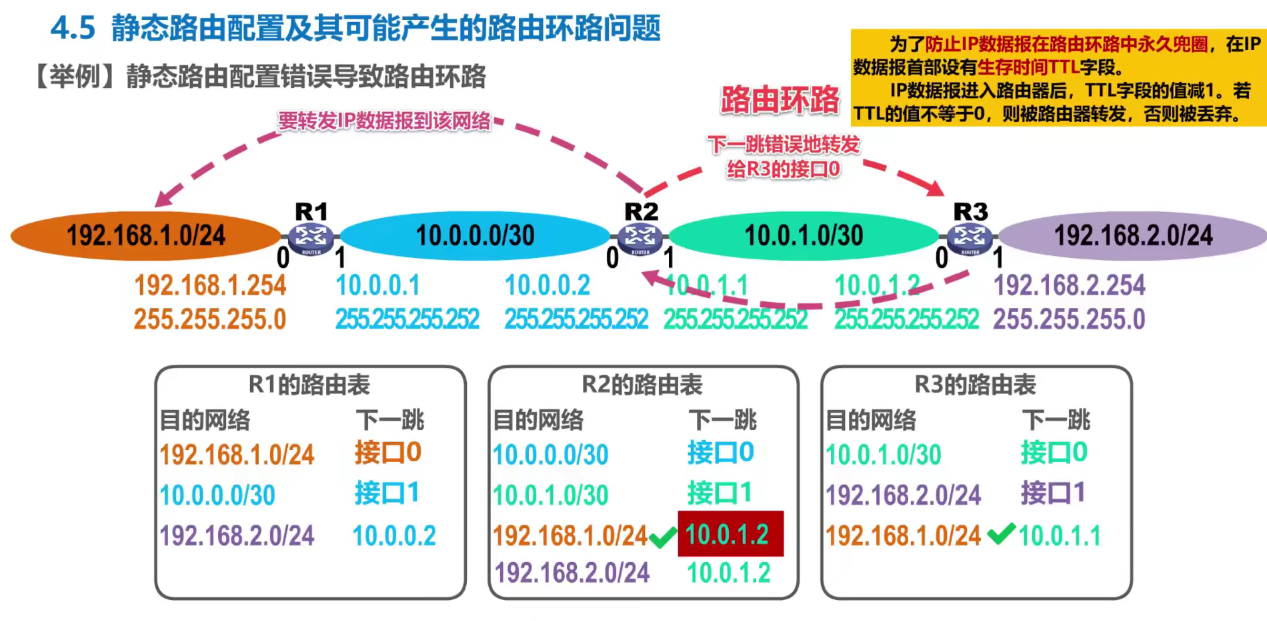 4.5 静态路由配置及其可能产生的路由环路问题
【举例】静态路由配置错误导致路由环路
为了防止IP数据报在路由环路中永久兜圈，在IP
数据报首部设有生存时间TTL字段。
IP数据报进入路由器后，TTL字段的值减1。若
TTL的值不等于0，则被路由器转发，否则被丢弃。
路由环路
要转发IP数据报到该网络
下一跳错误地转发
给R3的接口0
R1 R2 R3
192.168.1.0/24 10.0.0.0/30 10.0.1.0/30 192.168.2.0/24
ROUTER ROUTER ROUTER
0 1 0 1 0 1
192.168.1.254 10.0.0.1 10.0.0.2 10.0.1.1 10.0.1.2 192.168.2.254
255.255.255.0 255.255.255.252 255.255.255.252 255.255.255.252 255.255.255.252 255.255.255.0
R1的路由表
目的网络 下一跳
192.168.1.0/24 接口0
10.0.0.0/30 接口1
192.168.2.0/24 10.0.0.2
R2的路由表
目的网络 下一跳
10.0.0.0/30 接口0
10.0.1.0/30 接口1
192.168.1.0/24 10.0.1.2
192.168.2.0/24 10.0.1.2
R3的路由表
目的网络 下一跳
10.0.1.0/30 接口0
192.168.2.0/24 接口1
192.168.1.0/24 10.0.1.1